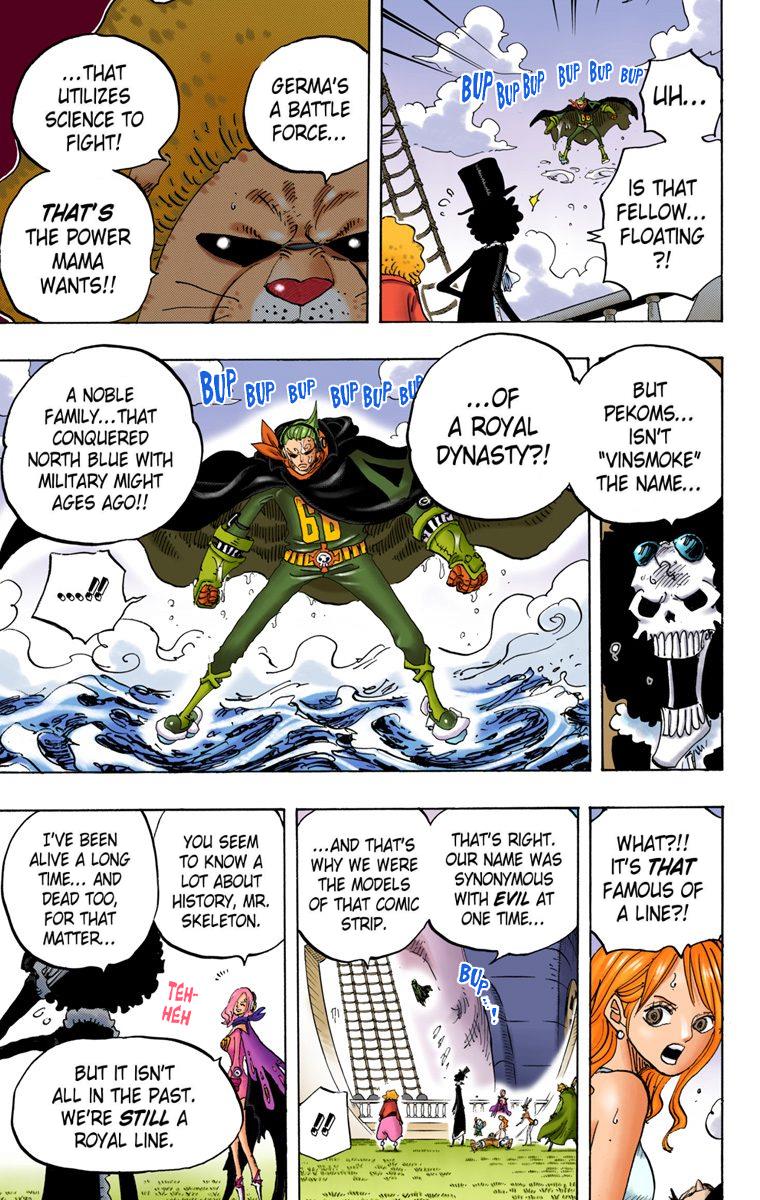 BUP
BUP BUP
BUP
BUP
BUP
UH...
IS THAT
FELLOW...
FLOATING
?!
GERMA'S
A BATTLE
FORCE...
...THAT
UTILIZES
SCIENCE TO
FIGHT!
THAT'S
THE POWER
MAMA
WANTS!!
BUT
PEKOMS...
ISN'T
"VINSMOKE"
THE NAME...
...OF
A ROYAL
DYNASTY?!
BUP
BUP
BUP
BUP
BUP
BUP
66
A NOBLE
FAMILY...THAT
CONQUERED
NORTH BLUE WITH
MILITARY MIGHT
AGES AGO!!
...!!
WHAT?!!
IT'S THAT
FAMOUS OF
A LINE?!
THAT'S RIGHT.
OUR NAME WAS
SYNONYMOUS
WITH EVIL AT
ONE TIME...
...AND THAT'S
WHY WE WERE
THE MODELS
OF THAT COMIC
STRIP.
BUP
..!
!!
YOU SEEM
TO KNOW A
LOT ABOUT
HISTORY, MR.
SKELETON.
I'VE BEEN
ALIVE A LONG
TIME... AND
DEAD TOO,
FOR THAT
MATTER...
TEH-
HEH
BUT IT ISN'T
ALL IN THE PAST.
WE'RE STILL A
ROYAL LINE.